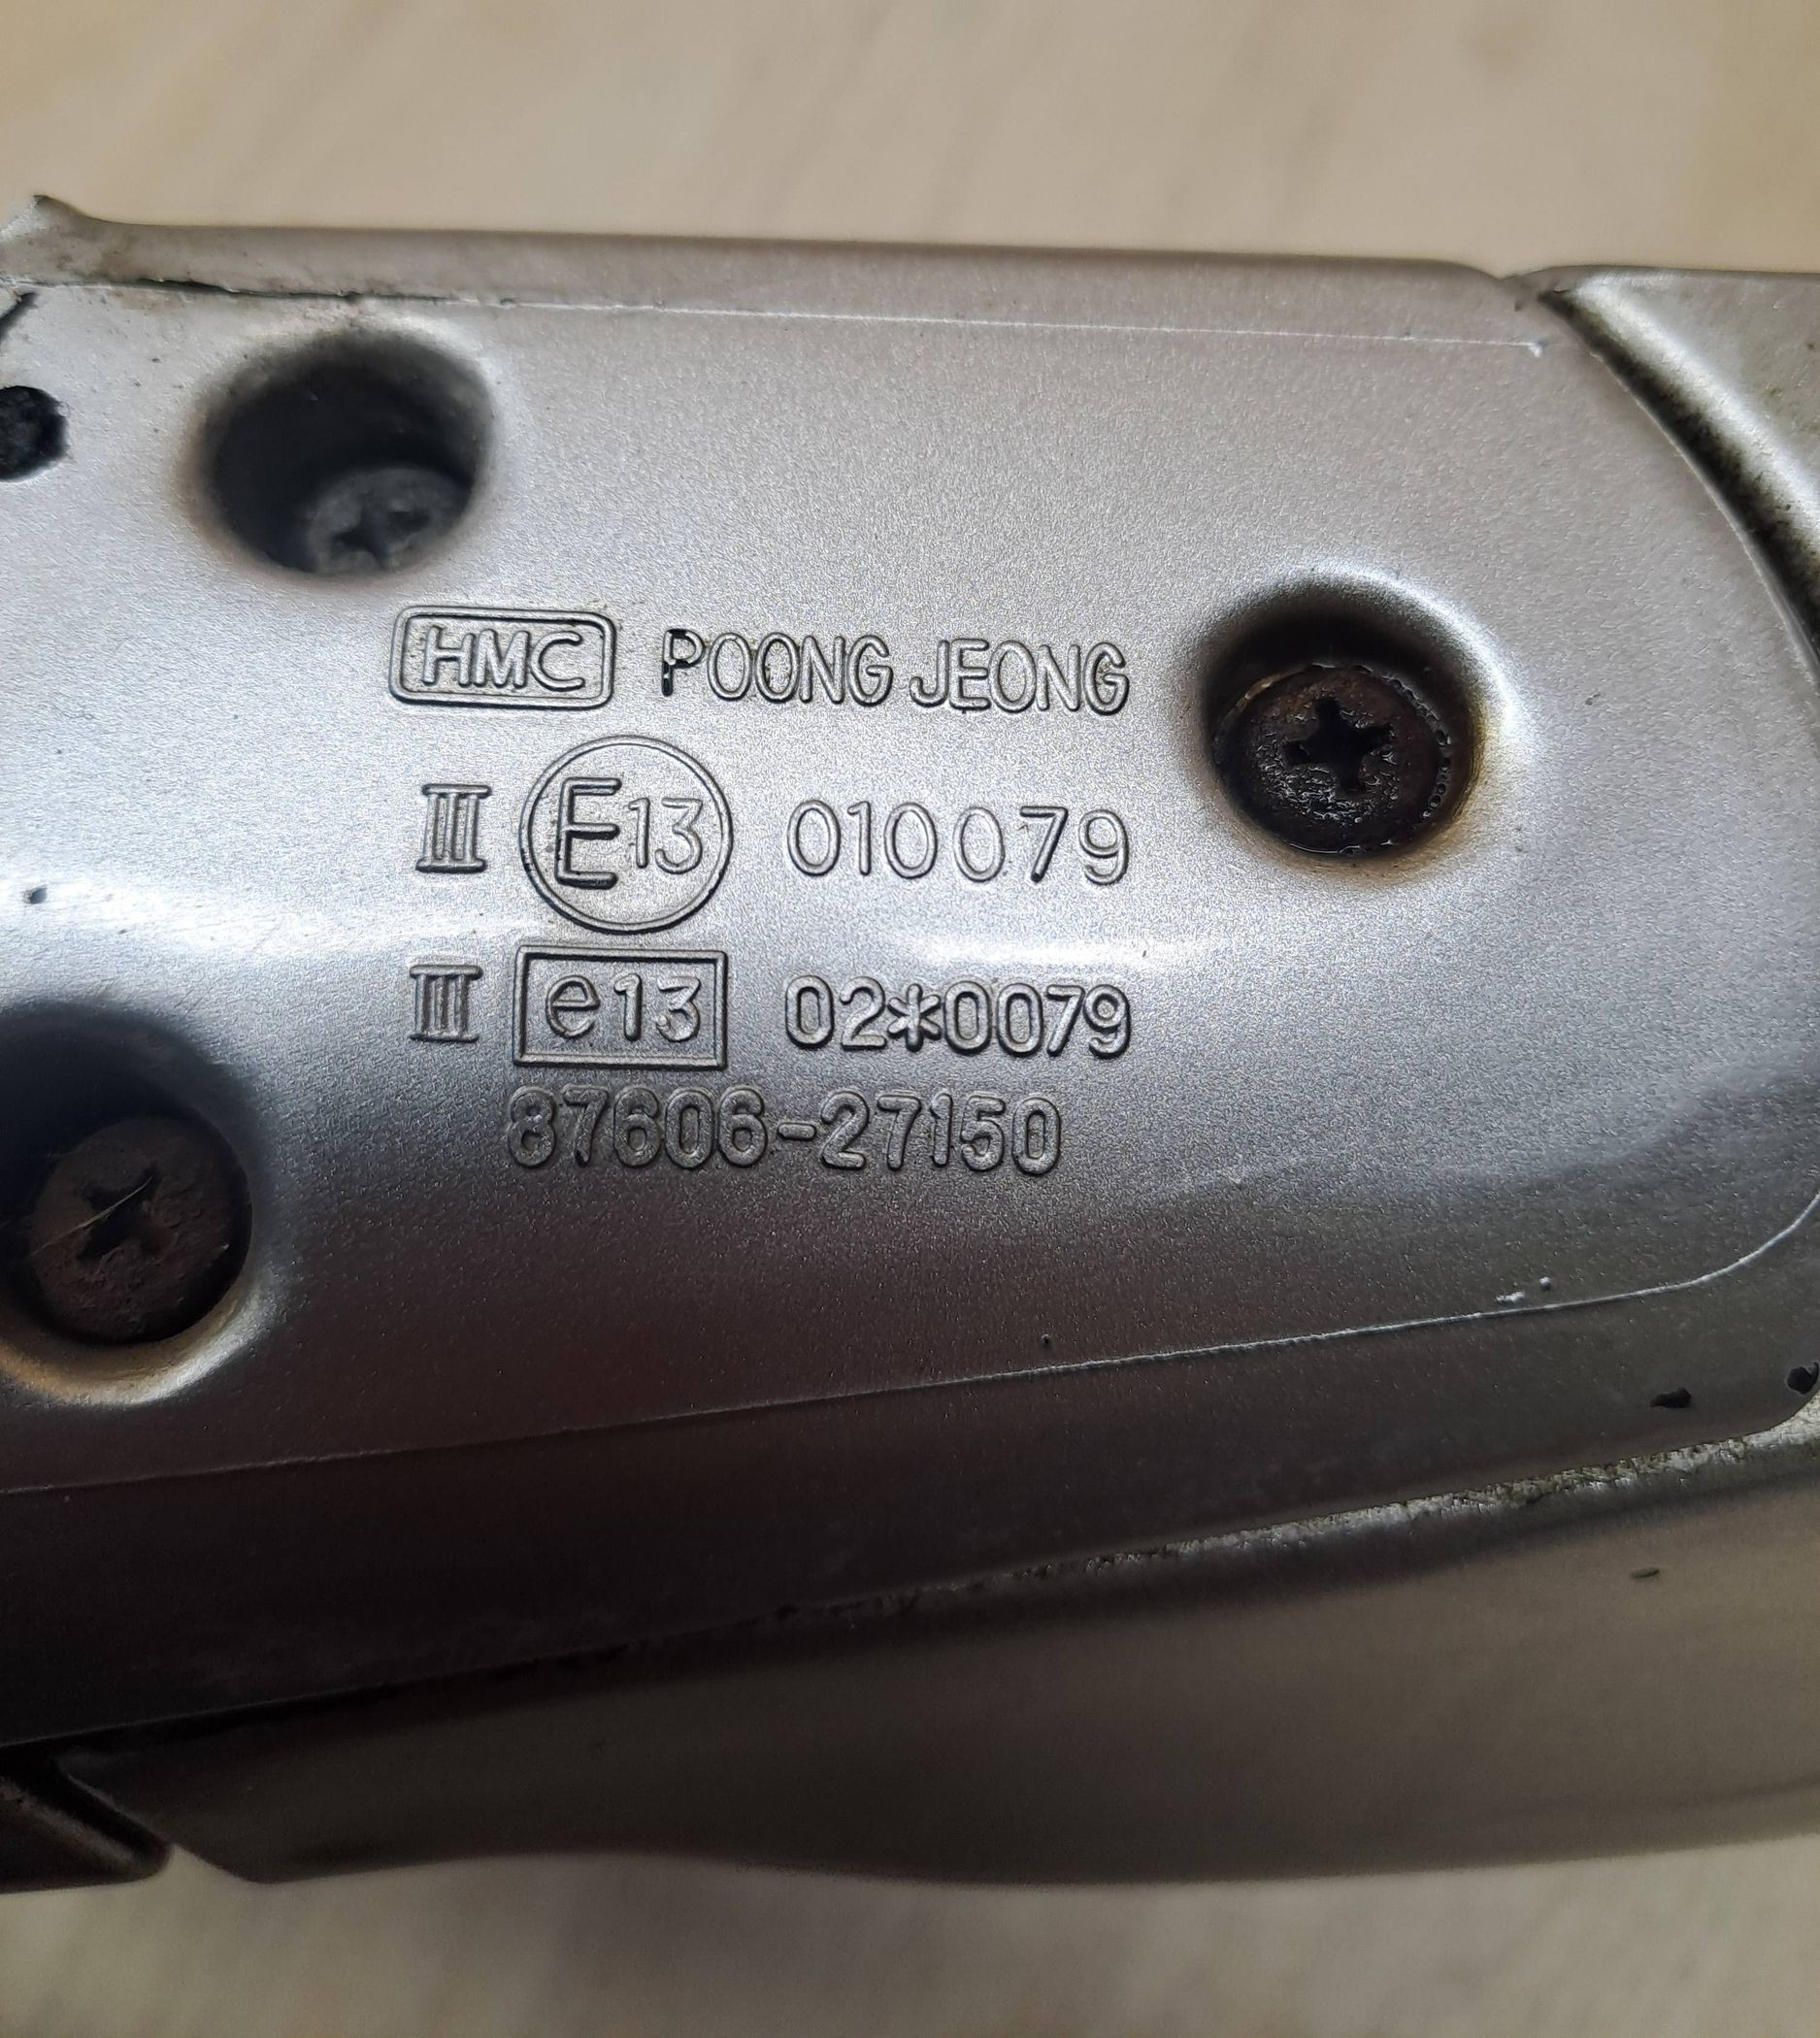 HMC POONG JEONG
III E13 010079
III e13 02*0079
87606-27150